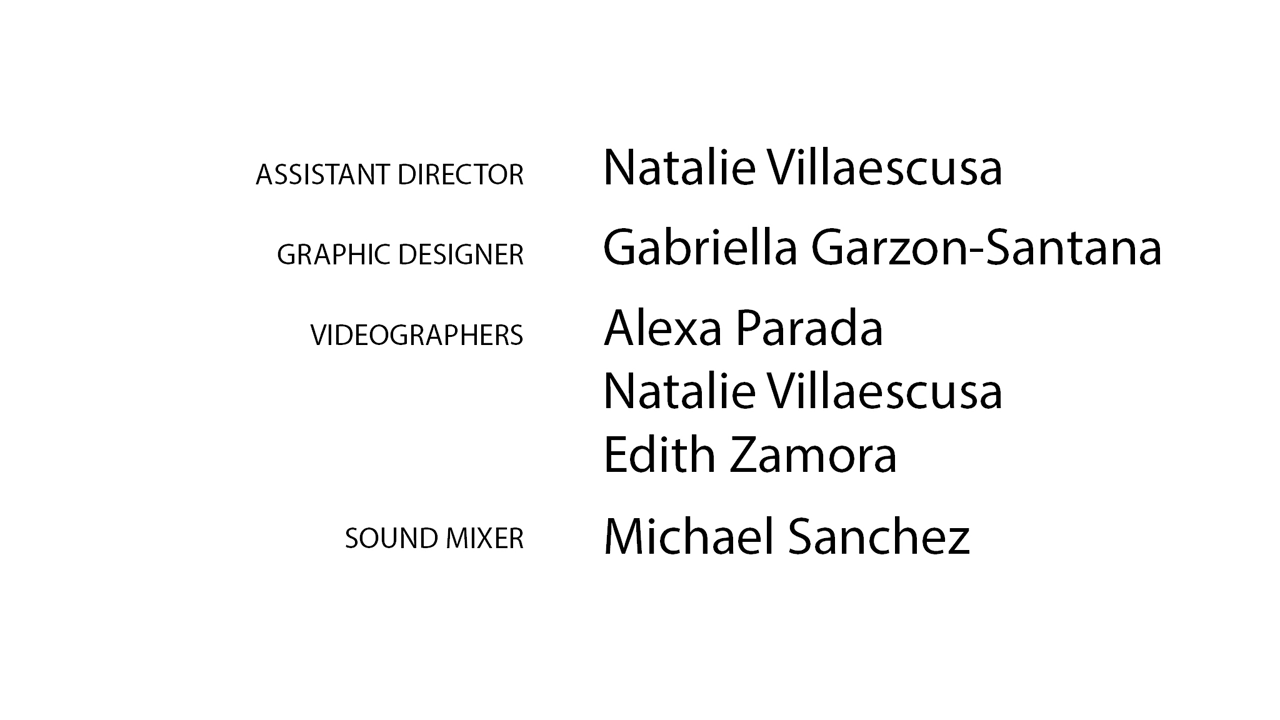 ASSISTANT DIRECTOR Natalie Villaescusa
GRAPHIC DESIGNER Gabriella Garzon-Santana
VIDEOGRAPHERS Alexa Parada
Natalie Villaescusa
Edith Zamora
SOUND MIXER Michael Sanchez